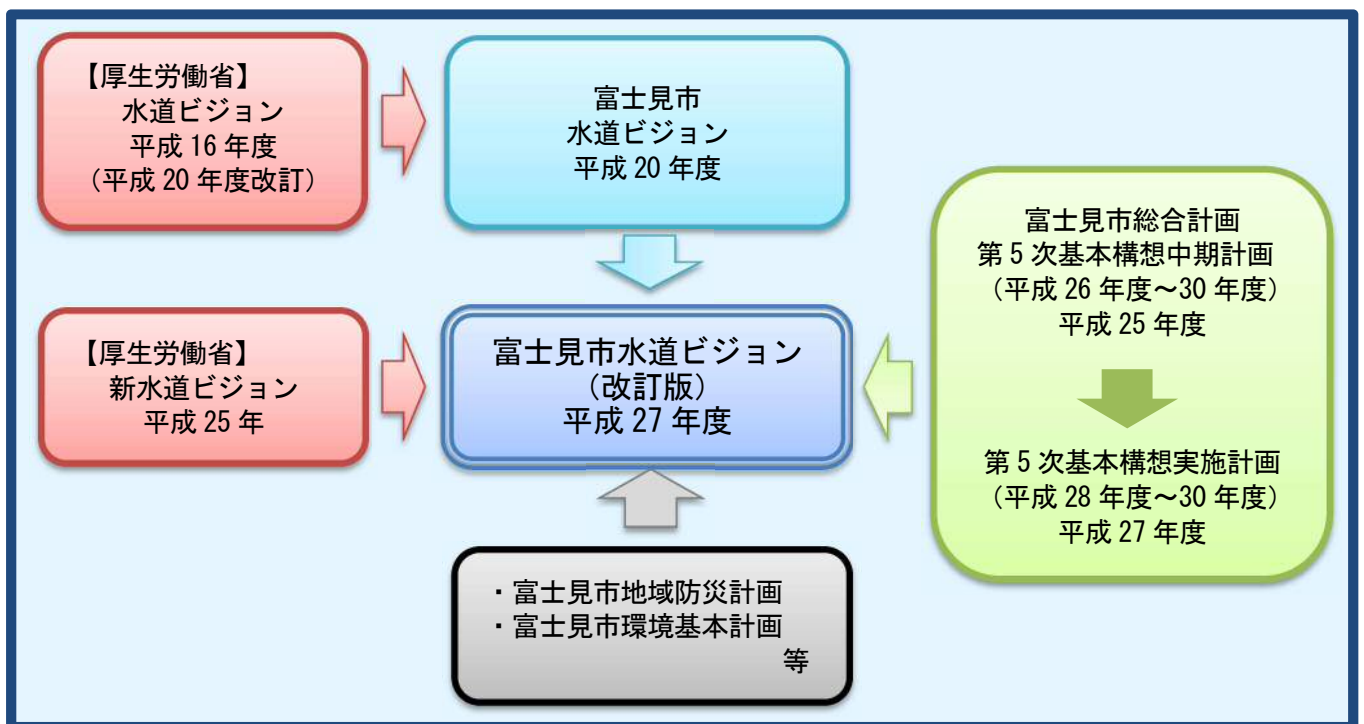 【厚生労働省】
水道ビジョン
平成 16 年度
（平成 20 年度改訂）
富士見市
水道ビジョン
平成 20 年度
【厚生労働省】
新水道ビジョン
平成 25 年
富士見市水道ビジョン
（改訂版）
平成 27 年度
富士見市総合計画
第 5 次基本構想中期計画
（平成 26 年度～30 年度）
平成 25 年度
第 5 次基本構想実施計画
（平成 28 年度～30 年度）
平成 27 年度
・富士見市地域防災計画
・富士見市環境基本計画
等